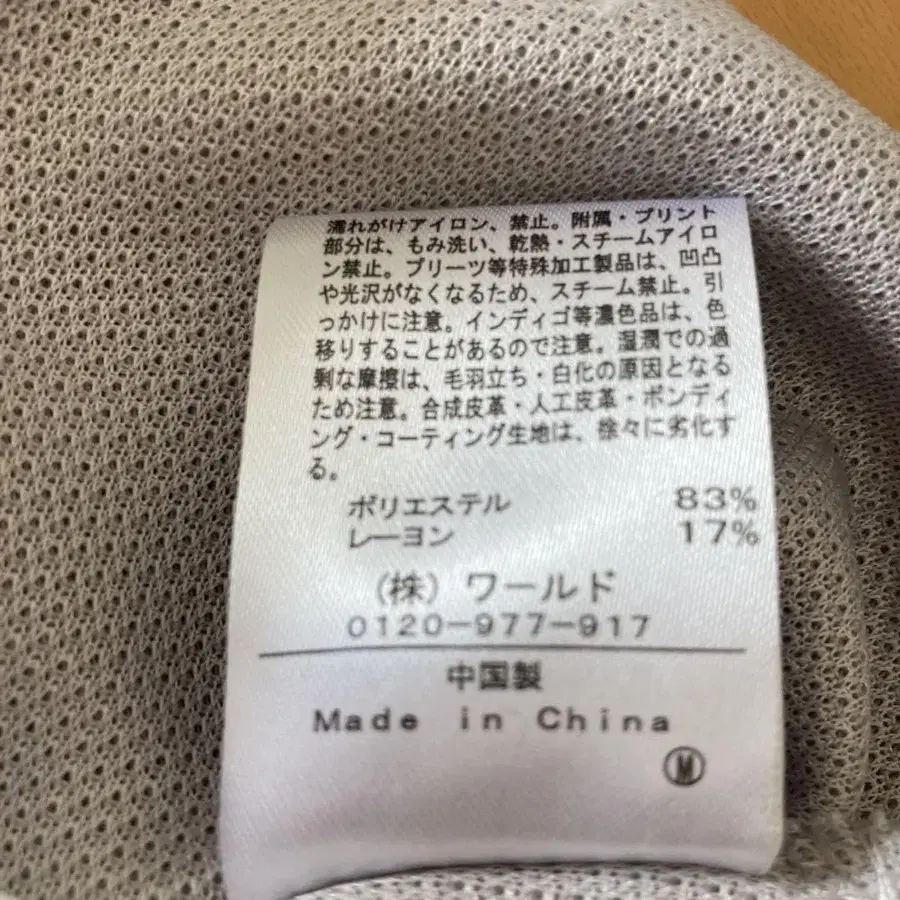 濡れがけアイロン、禁止。附属・プリント
部分は、もみ洗い、乾熱・スチームアイロ
ン禁止。プリーツ等特殊加工製品は、凹凸
や光沢がなくなるため、スチーム禁止。引
っかけに注意。インディゴ等濃色品は、色
移りすることがあるので注意。湿潤での過
剰な摩擦は、毛羽立ち・白化の原因となる
ため注意。合成皮革・人工皮革・ボンディ
ング・コーティング生地は、徐々に劣化す
る。
ポリエステル 83%
レーヨン 17%
(株)ワールド
0120-977-917
中国製
Made in China
M